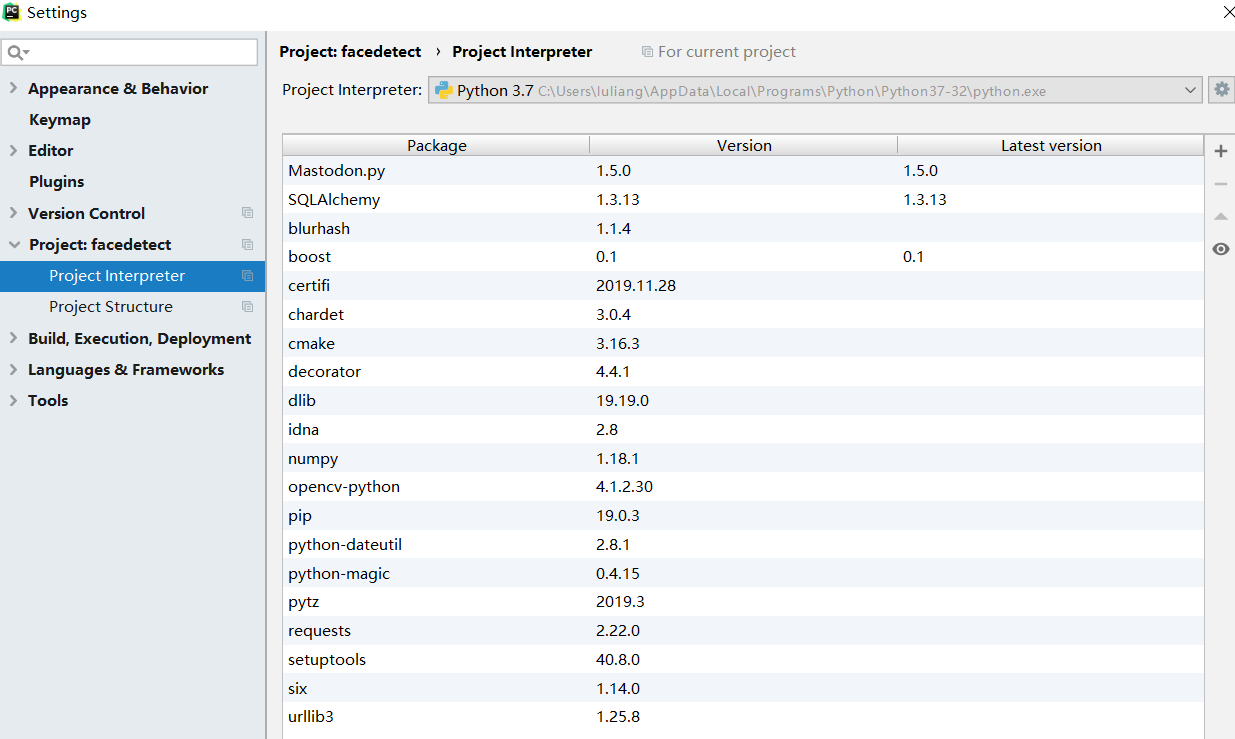 Settings
Appearance & Behavior
Keymap
Editor
Plugins
Version Control
Project: facedetect
Project Interpreter
Project Structure
Build, Execution, Deployment
Languages & Frameworks
Tools
Project: facedetect › Project Interpreter For current project
Project Interpreter: Python 3.7 C:\Users\luliang\AppData\Local\Programs\Python\Python37-32\python.exe
Package Version Latest version
Mastodon.py 1.5.0 1.5.0
SQLAlchemy 1.3.13 1.3.13
blurhash 1.1.4
boost 0.1 0.1
certifi 2019.11.28
chardet 3.0.4
cmake 3.16.3
decorator 4.4.1
dlib 19.19.0
idna 2.8
numpy 1.18.1
opencv-python 4.1.2.30
pip 19.0.3
python-dateutil 2.8.1
python-magic 0.4.15
pytz 2019.3
requests 2.22.0
setuptools 40.8.0
six 1.14.0
urllib3 1.25.8